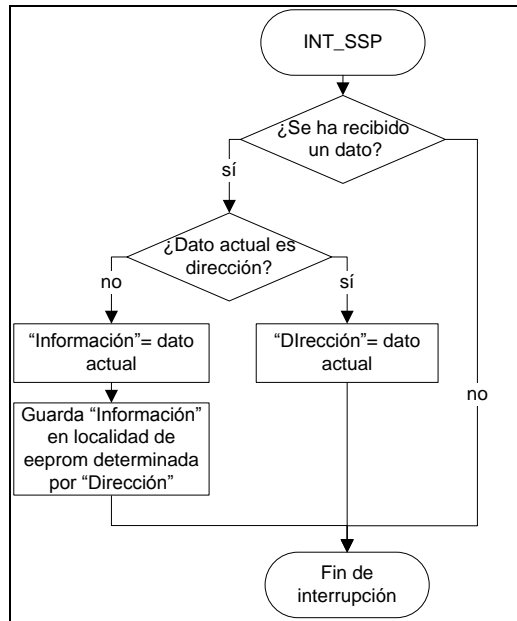 INT_SSP
¿Se ha recibido
un dato?
sí
¿Dato actual es
dirección?
no
sí
“Información”= dato
actual
“DIrección”= dato
actual
no
Guarda “Información”
en localidad de
eeprom determinada
por “Dirección”
Fin de
interrupción